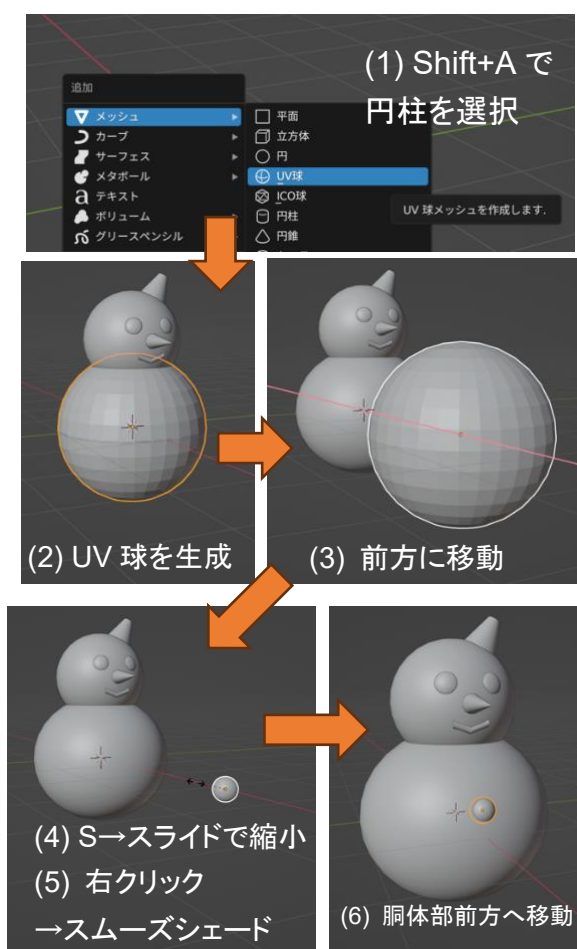 (1) Shift+A で
円柱を選択
追加
メッシュ
カーブ
サーフェス
メタボール
テキスト
ボリューム
グリースペンシル
平面
立方体
円
UV球
ICO球
円柱
円錐
UV 球メッシュを作成します.
(2) UV 球を生成
(3) 前方に移動
(4) S→スライドで縮小
(5) 右クリック
→スムーズシェード
(6) 胴体部前方へ移動